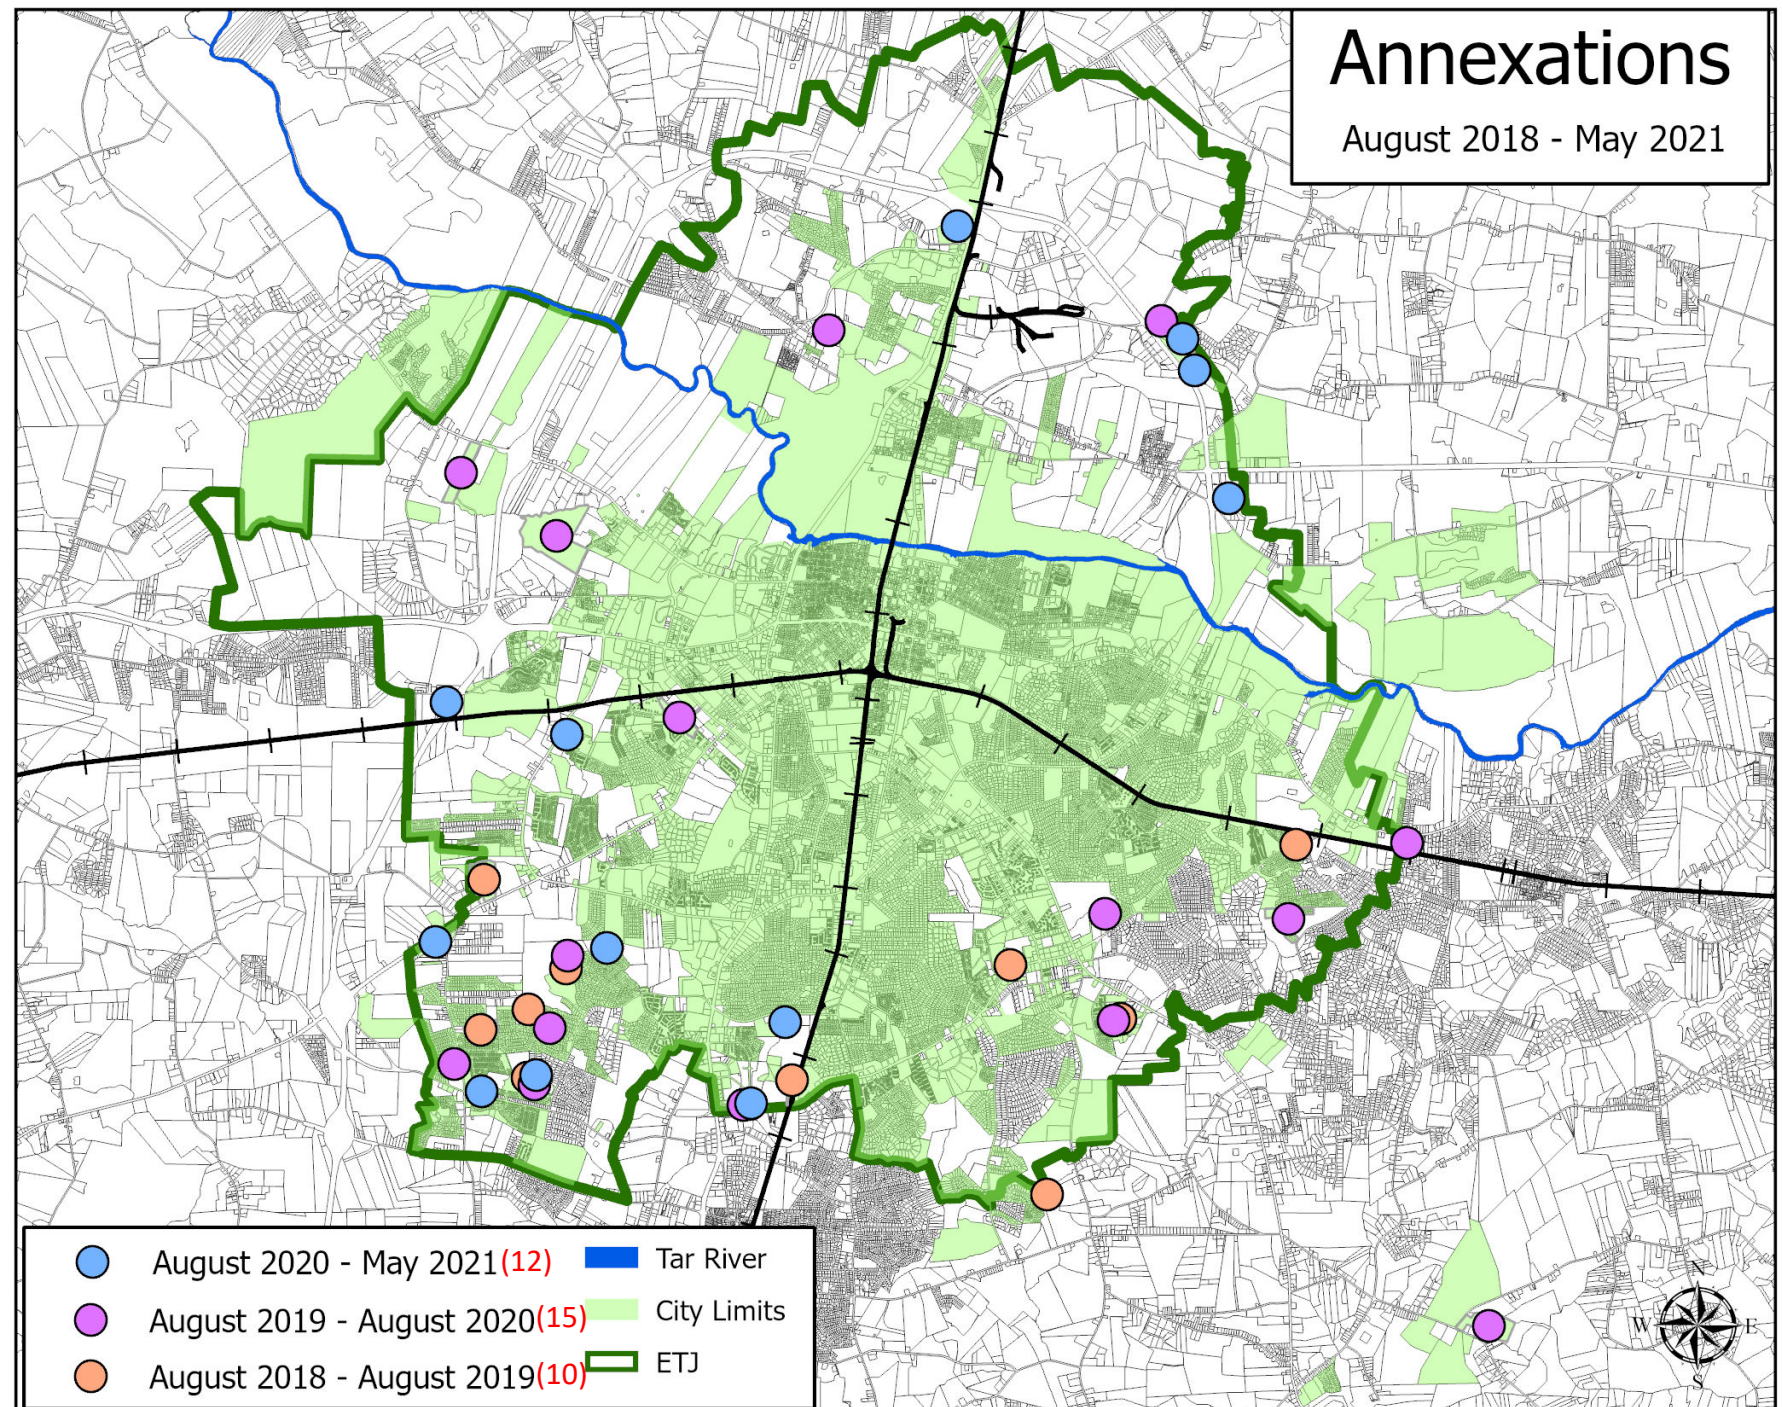 Annexations
August 2018 - May 2021
August 2020 - May 2021(12)
August 2019 - August 2020(15)
August 2018 - August 2019(10)
Tar River
City Limits
ETJ
N
W E
S